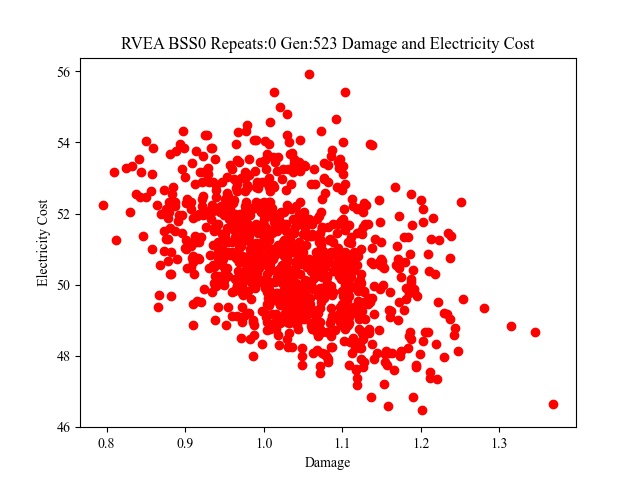 RVEA BSS0 Repeats:0 Gen:523 Damage and Electricity Cost
56
54
52
50
48
46
Electricity Cost
0.8 0.9 1.0 1.1 1.2 1.3
Damage